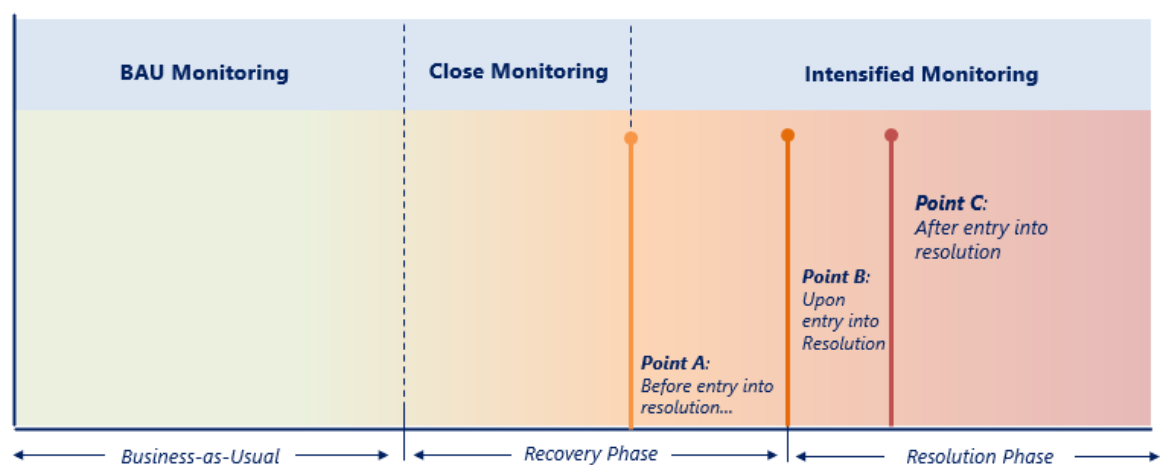 BAU Monitoring
Close Monitoring
Intensified Monitoring
Point C:
After entry into
resolution
Point B:
Upon
entry into
Resolution
Point A:
Before entry into
resolution...
Business-as-Usual
Recovery Phase
Resolution Phase